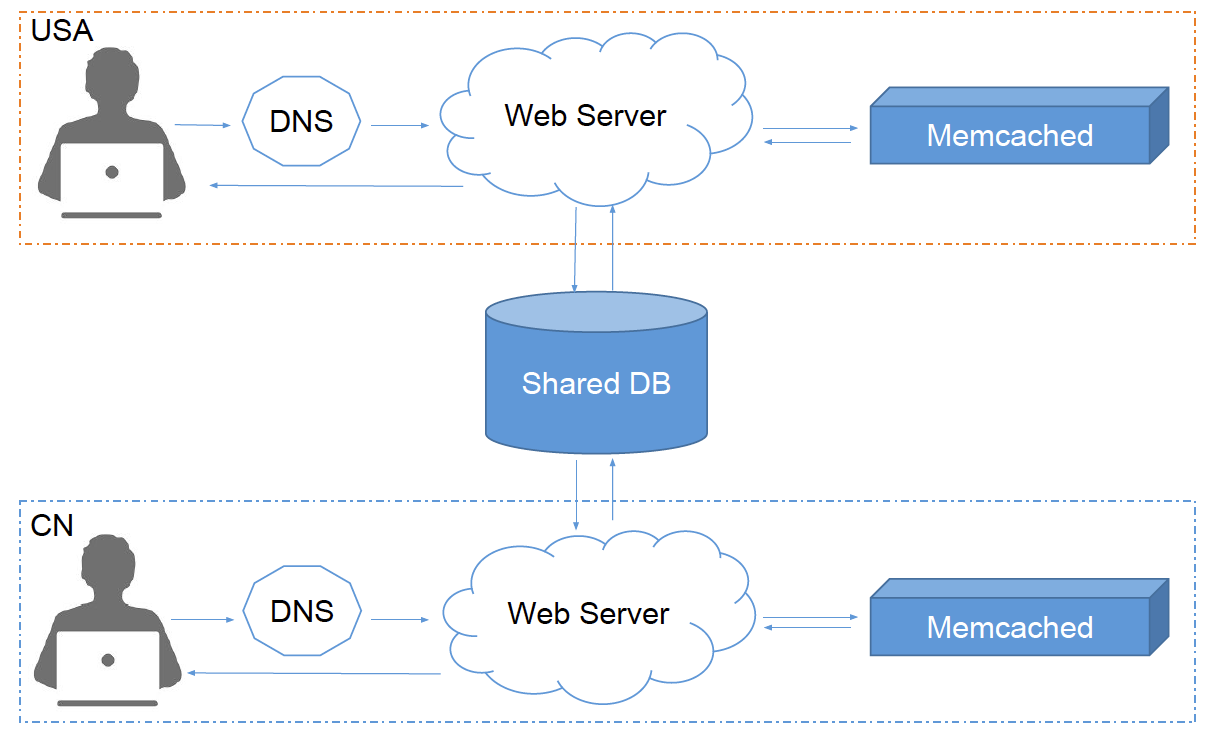 USA
DNS
Web Server
Memcached
Shared DB
CN
DNS
Web Server
Memcached